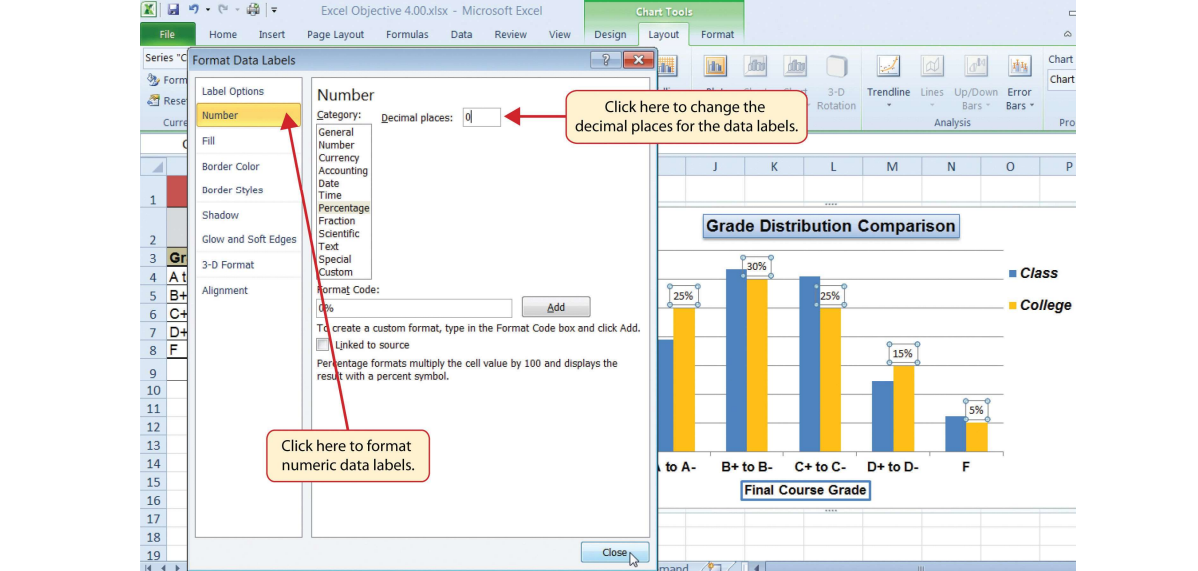 Excel Objective 4.00.xlsx - Microsoft Excel
Chart Tools
File Home Insert Page Layout Formulas Data Review View Design Layout Format
Series "C
Form
Rese
Curre
3-D
Rotation
Trendline
Lines
Up/Down
Bars
Error
Bars
Analysis
Chart
Chart
Pro
Format Data Labels
Label Options
Number
Fill
Border Color
Border Styles
Shadow
Glow and Soft Edges
3-D Format
Alignment
Number
Category:
Decimal places: 0
General
Number
Currency
Accounting
Date
Time
Percentage
Fraction
Scientific
Text
Special
Custom
Format Code:
0%
Add
To create a custom format, type in the Format Code box and click Add.
Linked to source
Percentage formats multiply the cell value by 100 and displays the
result with a percent symbol.
Close
Click here to change the
decimal places for the data labels.
Click here to format
numeric data labels.
J K L M N O P
1
2
3 Gr
4 A t
5 B+
6 C+
7 D+
8 F
9
10
11
12
13
14
15
16
17
18
19
Grade Distribution Comparison
25%
30%
25%
15%
5%
Class
College
to A- B+ to B- C+ to C- D+ to D- F
Final Course Grade
mand